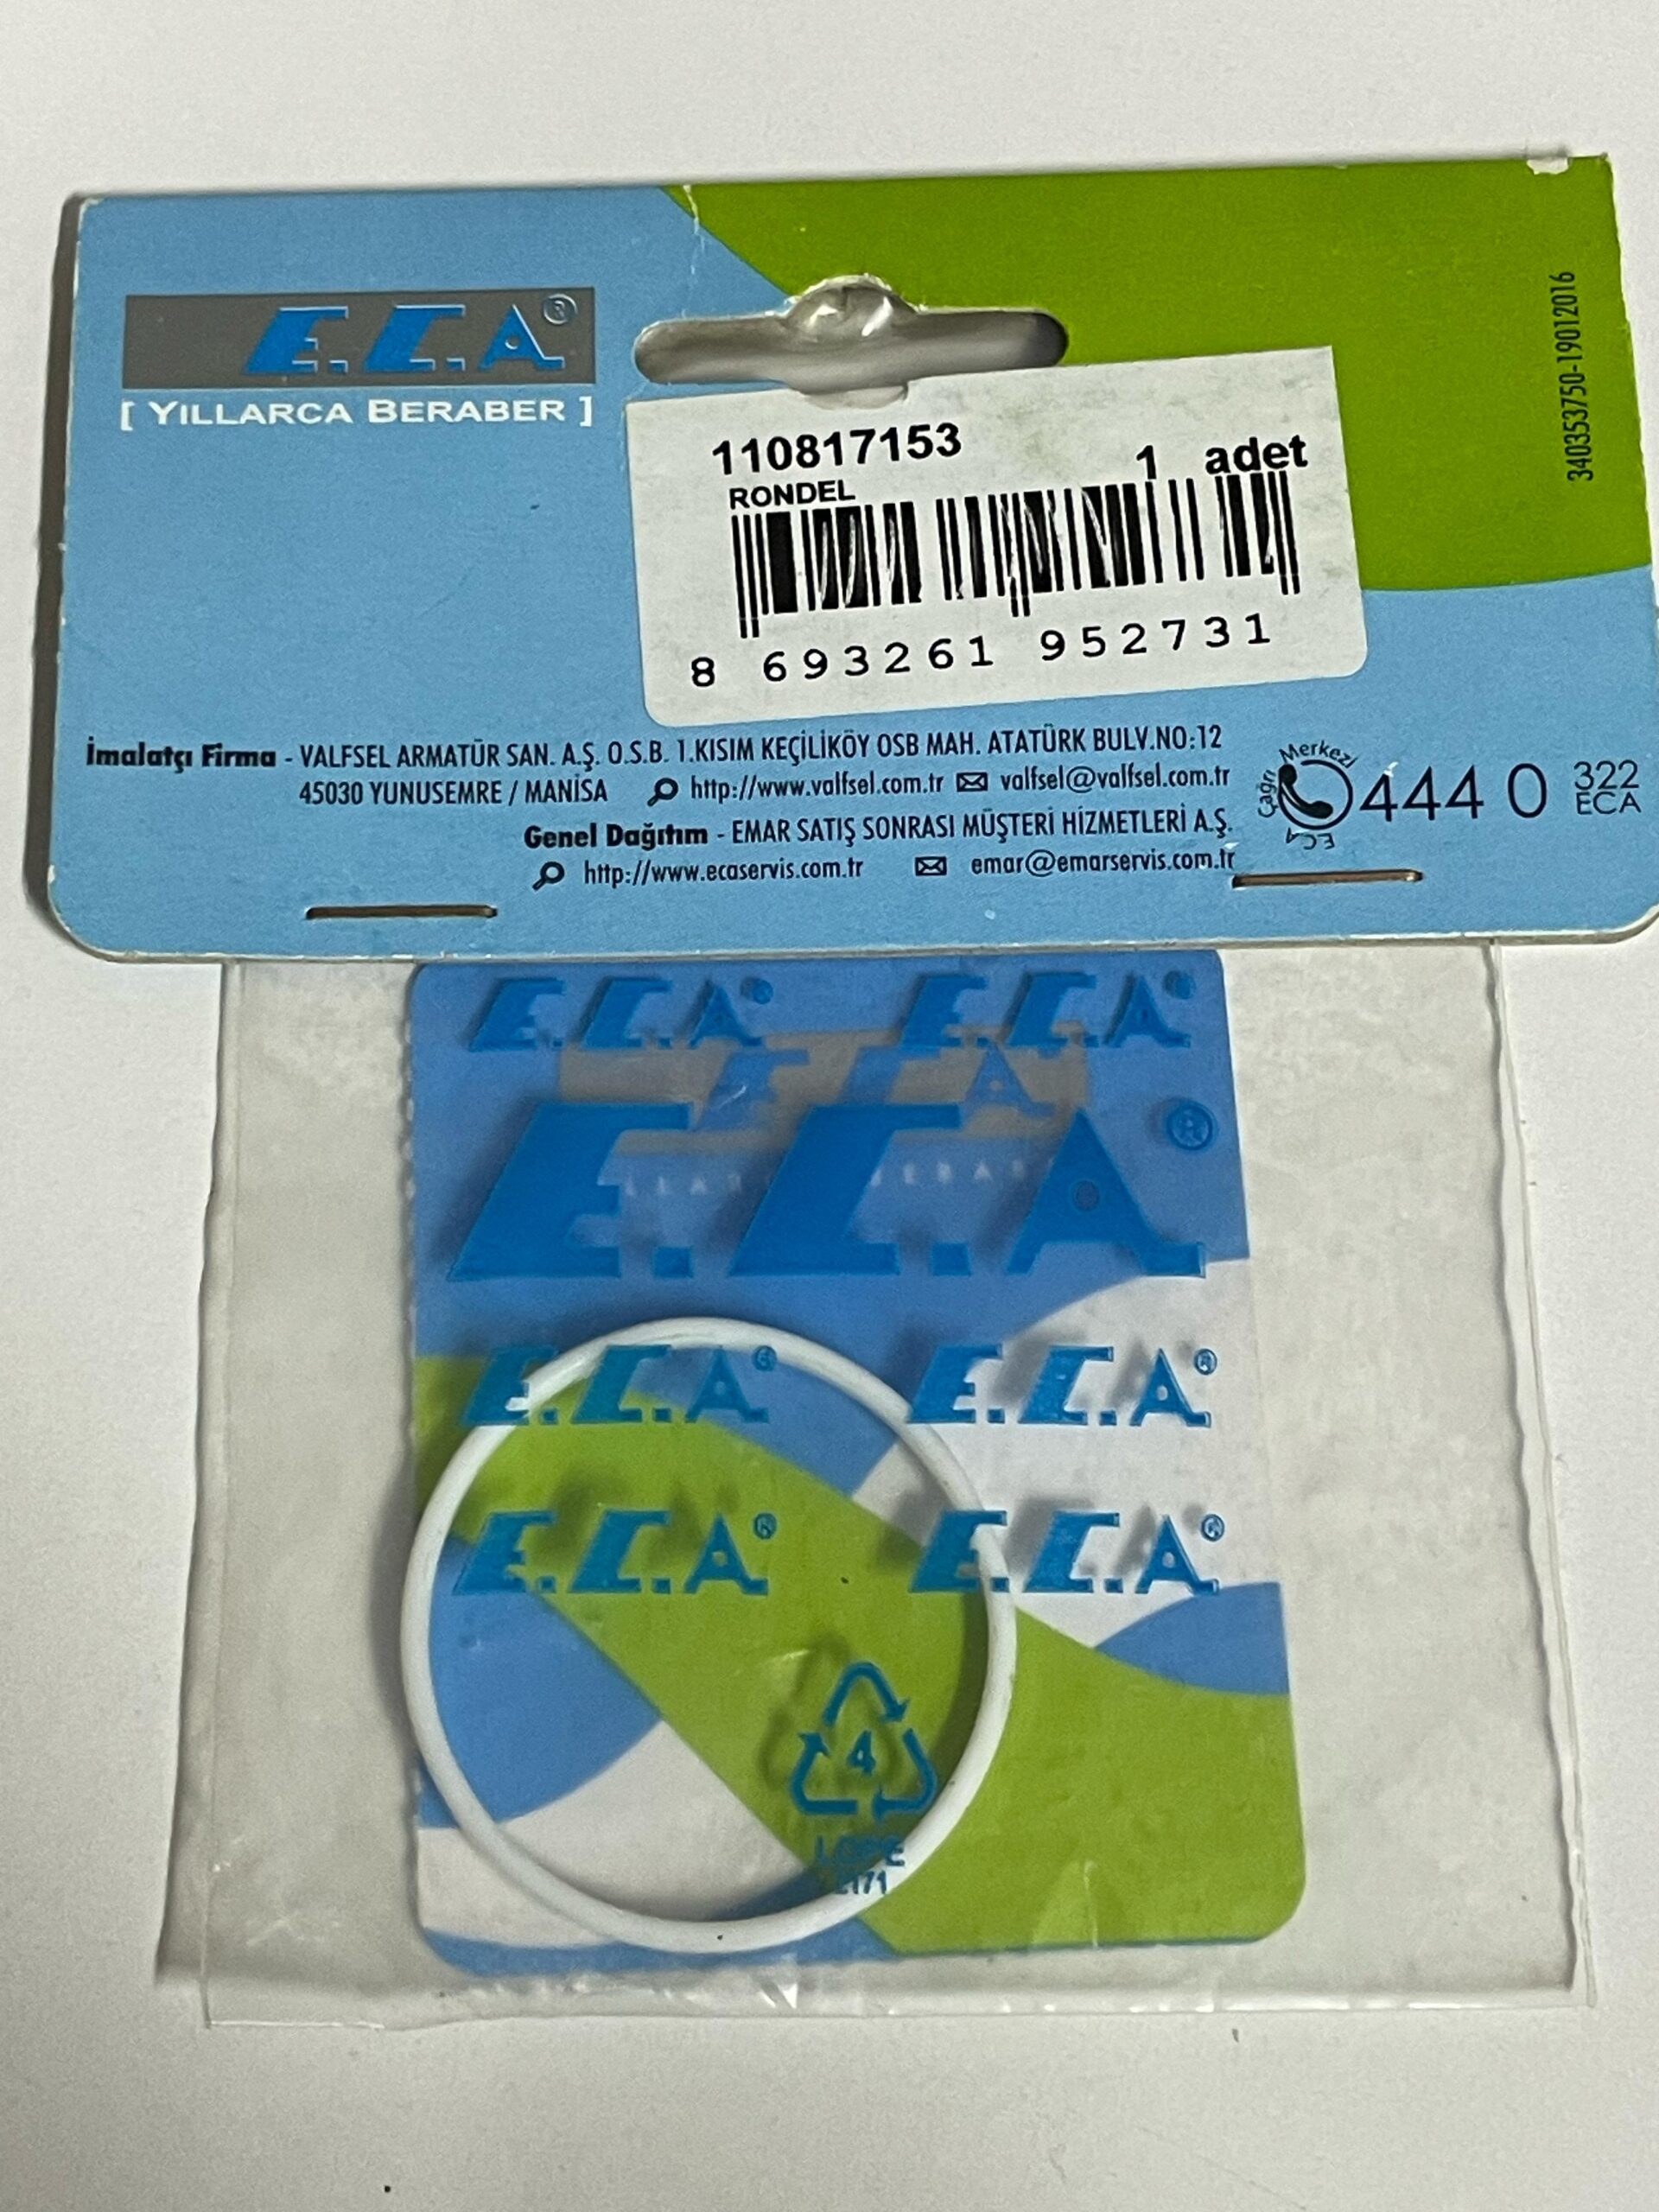 E.C.A®
[ YILLARCA BERABER ]
340353750-19012016
110817153
1 adet
RONDEL
8 693261 952731
İmalatçı Firma - VALFSEL ARMATÜR SAN. A.Ş. O.S.B. 1.KISIM KEÇİLİKÖY OSB MAH. ATATÜRK BULV.NO:12
45030 YUNUSEMRE / MANİSA http://www.valfsel.com.tr valfsel@valfsel.com.tr
Genel Dağıtım - EMAR SATIŞ SONRASI MÜŞTERİ HİZMETLERİ A.Ş.
http://www.ecaservis.com.tr emar@emarservis.com.tr
ECA Çağrı Merkezi
444 0 322
ECA
E.C.A® E.C.A®
E.C.A
E.C.A®
E.C.A® E.C.A®
E.C.A® E.C.A®
4
LDPE